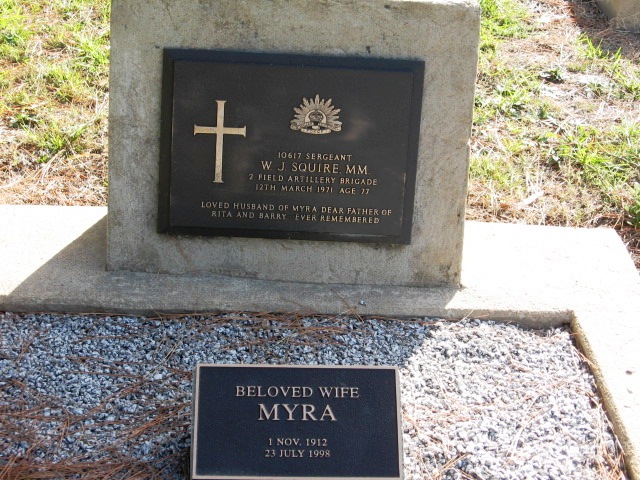 10617 SERGEANT
W. J. SQUIRE, MM
2 FIELD ARTILLERY BRIGADE
12TH MARCH 1971 AGE 77
LOVED HUSBAND OF MYRA DEAR FATHER OF
RITA AND BARRY. EVER REMEMBERED
BELOVED WIFE
MYRA
1 NOV. 1912
23 JULY 1998